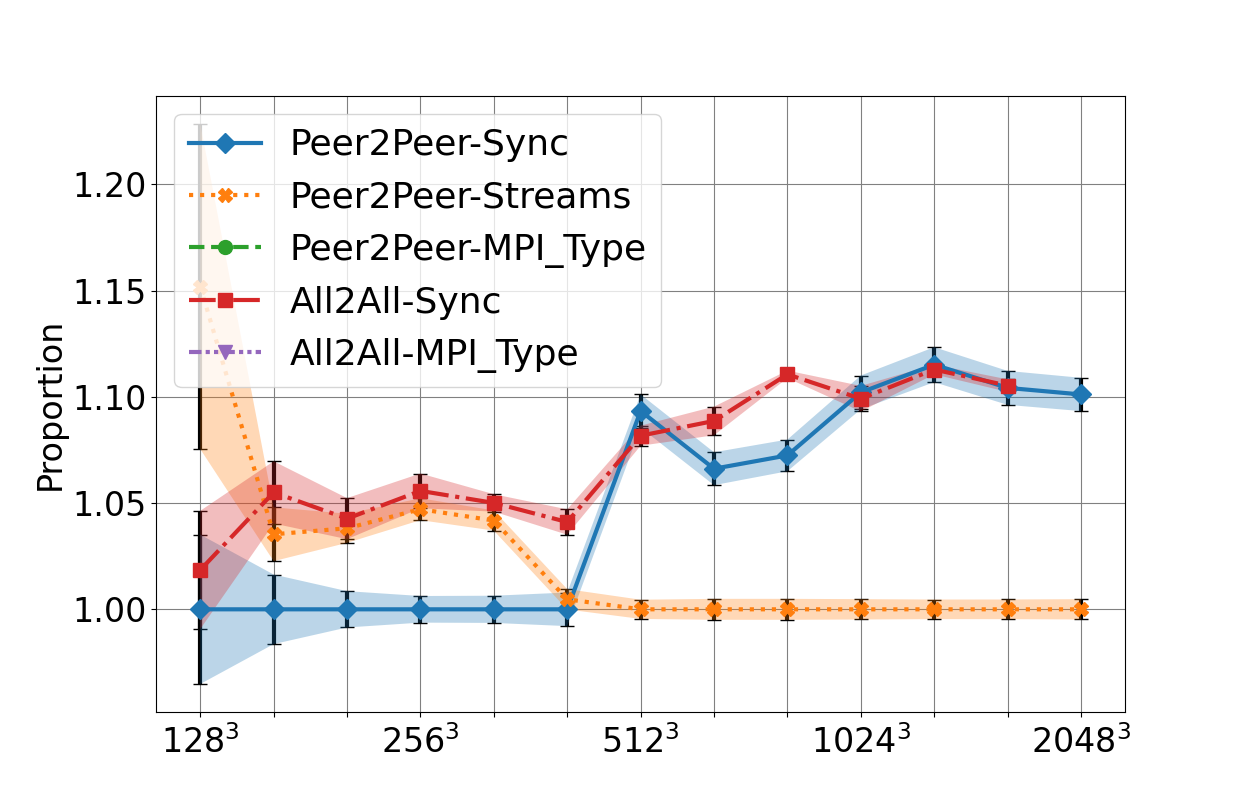 Peer2Peer-Sync
Peer2Peer-Streams
Peer2Peer-MPI_Type
All2All-Sync
All2All-MPI_Type
Proportion
1.20
1.15
1.10
1.05
1.00
128³ 256³ 512³ 1024³ 2048³